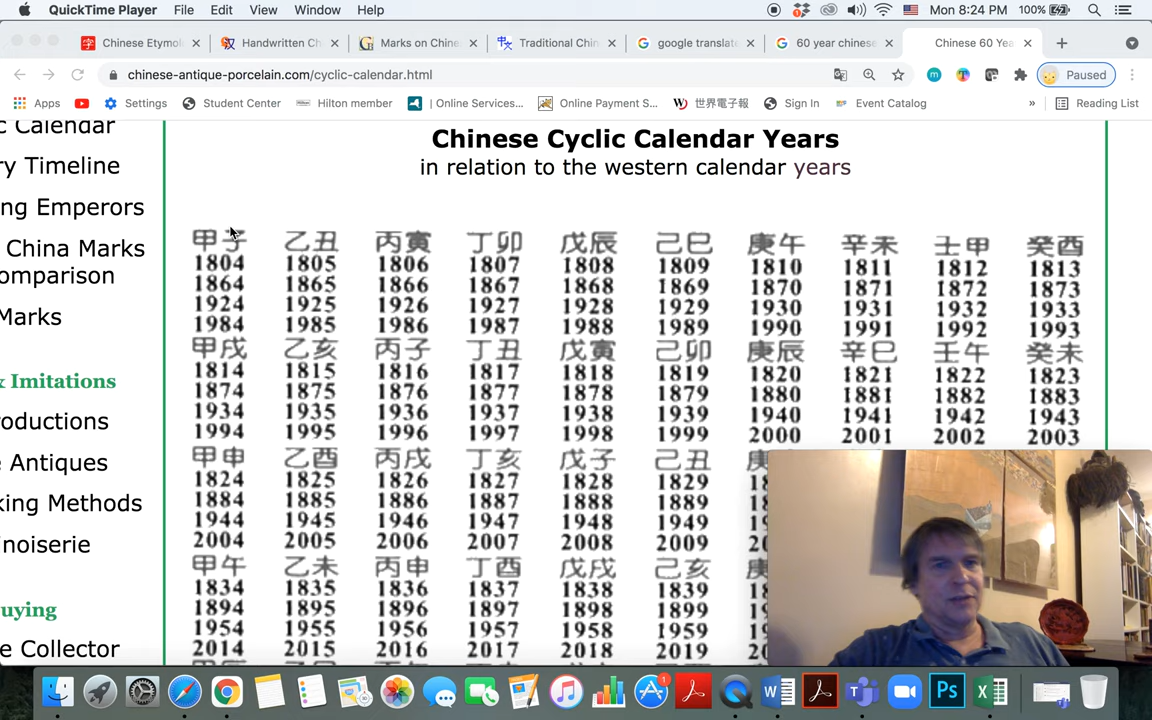 QuickTime Player File Edit View Window Help Mon 8:24 PM 100%
Chinese Etymol Handwritten Ch Marks on Chines Traditional Chin google translat 60 year chinese Chinese 60 Yea
chinese-antique-porcelain.com/cyclic-calendar.html Paused
Apps Settings Student Center Hilton member | Online Services... Online Payment S... 世界電子報 Sign In Event Catalog » Reading List
c Calendar
ry Timeline
ng Emperors
China Marks
omparison
Marks
& Imitations
oductions
e Antiques
king Methods
noiserie
uying
e Collector
Chinese Cyclic Calendar Years
in relation to the western calendar years
甲子 乙丑 丙寅 丁卯 戊辰 己巳 庚午 辛未 壬甲 癸酉
1804 1805 1806 1807 1808 1809 1810 1811 1812 1813
1864 1865 1866 1867 1868 1869 1870 1871 1872 1873
1924 1925 1926 1927 1928 1929 1930 1931 1932 1933
1984 1985 1986 1987 1988 1989 1990 1991 1992 1993
甲戌 乙亥 丙子 丁丑 戊寅 己卯 庚辰 辛巳 壬午 癸未
1814 1815 1816 1817 1818 1819 1820 1821 1822 1823
1874 1875 1876 1877 1878 1879 1880 1881 1882 1883
1934 1935 1936 1937 1938 1939 1940 1941 1942 1943
1994 1995 1996 1997 1998 1999 2000 2001 2002 2003
甲申 乙酉 丙戌 丁亥 戊子 己丑
1824 1825 1826 1827 1828 1829 18
1884 1885 1886 1887 1888 1889 18
1944 1945 1946 1947 1948 1949 19
2004 2005 2006 2007 2008 2009 20
甲午 乙未 丙申 丁酉 戊戌 己亥
1834 1835 1836 1837 1838 1839 18
1894 1895 1896 1897 1898 1899 18
1954 1955 1956 1957 1958 1959 19
2014 2015 2016 2017 2018 2019 20